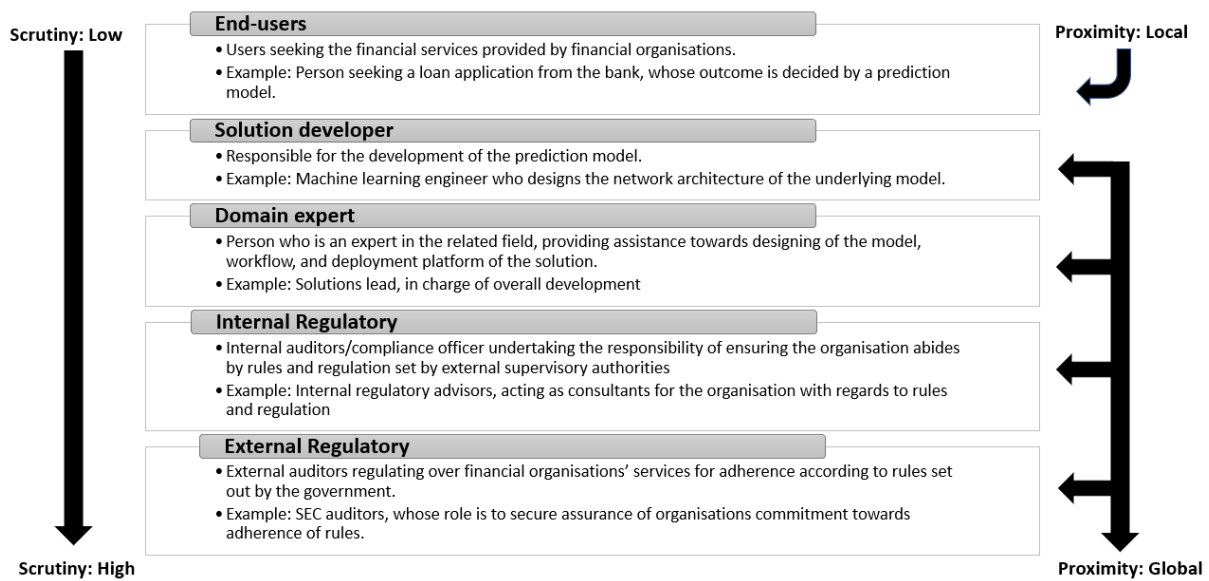 End-users
Scrutiny: Low
Proximity: Local
•Users seeking the financial services provided by financial organisations.
•Example: Person seeking a loan application from the bank, whose outcome is decided by a prediction
model.
Solution developer
•Responsible for the development of the prediction model.
•Example: Machine learning engineer who designs the network architecture of the underlying model.
Domain expert
•Person who is an expert in the related field, providing assistance towards designing of the model,
workflow, and deployment platform of the solution.
•Example: Solutions lead, in charge of overall development
Internal Regulatory
•Internal auditors/compliance officer undertaking the responsibility of ensuring the organisation abides
by rules and regulation set by external supervisory authorities
•Example: Internal regulatory advisors, acting as consultants for the organisation with regards to rules
and regulation
External Regulatory
•External auditors regulating over financial organisations’ services for adherence according to rules set
out by the government.
•Example: SEC auditors, whose role is to secure assurance of organisations commitment towards
adherence of rules.
Scrutiny: High
Proximity: Global